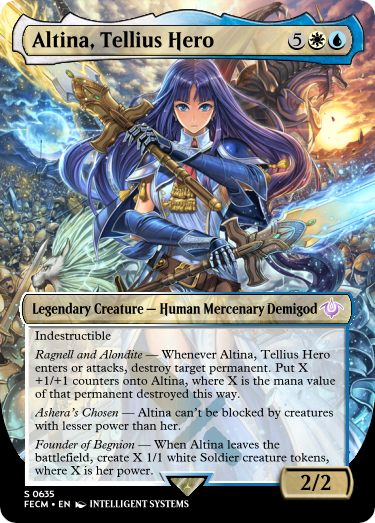 Altina, Tellius Hero 5
Legendary Creature — Human Mercenary Demigod
Indestructible
Ragnell and Alondite — Whenever Altina, Tellius Hero
enters or attacks, destroy target permanent. Put X
+1/+1 counters onto Altina, where X is the mana value
of that permanent destroyed this way.
Ashera's Chosen — Altina can't be blocked by creatures
with lesser power than her.
Founder of Begnion — When Altina leaves the
battlefield, create X 1/1 white Soldier creature tokens,
where X is her power.
2/2
S 0635
FECM • EN INTELLIGENT SYSTEMS